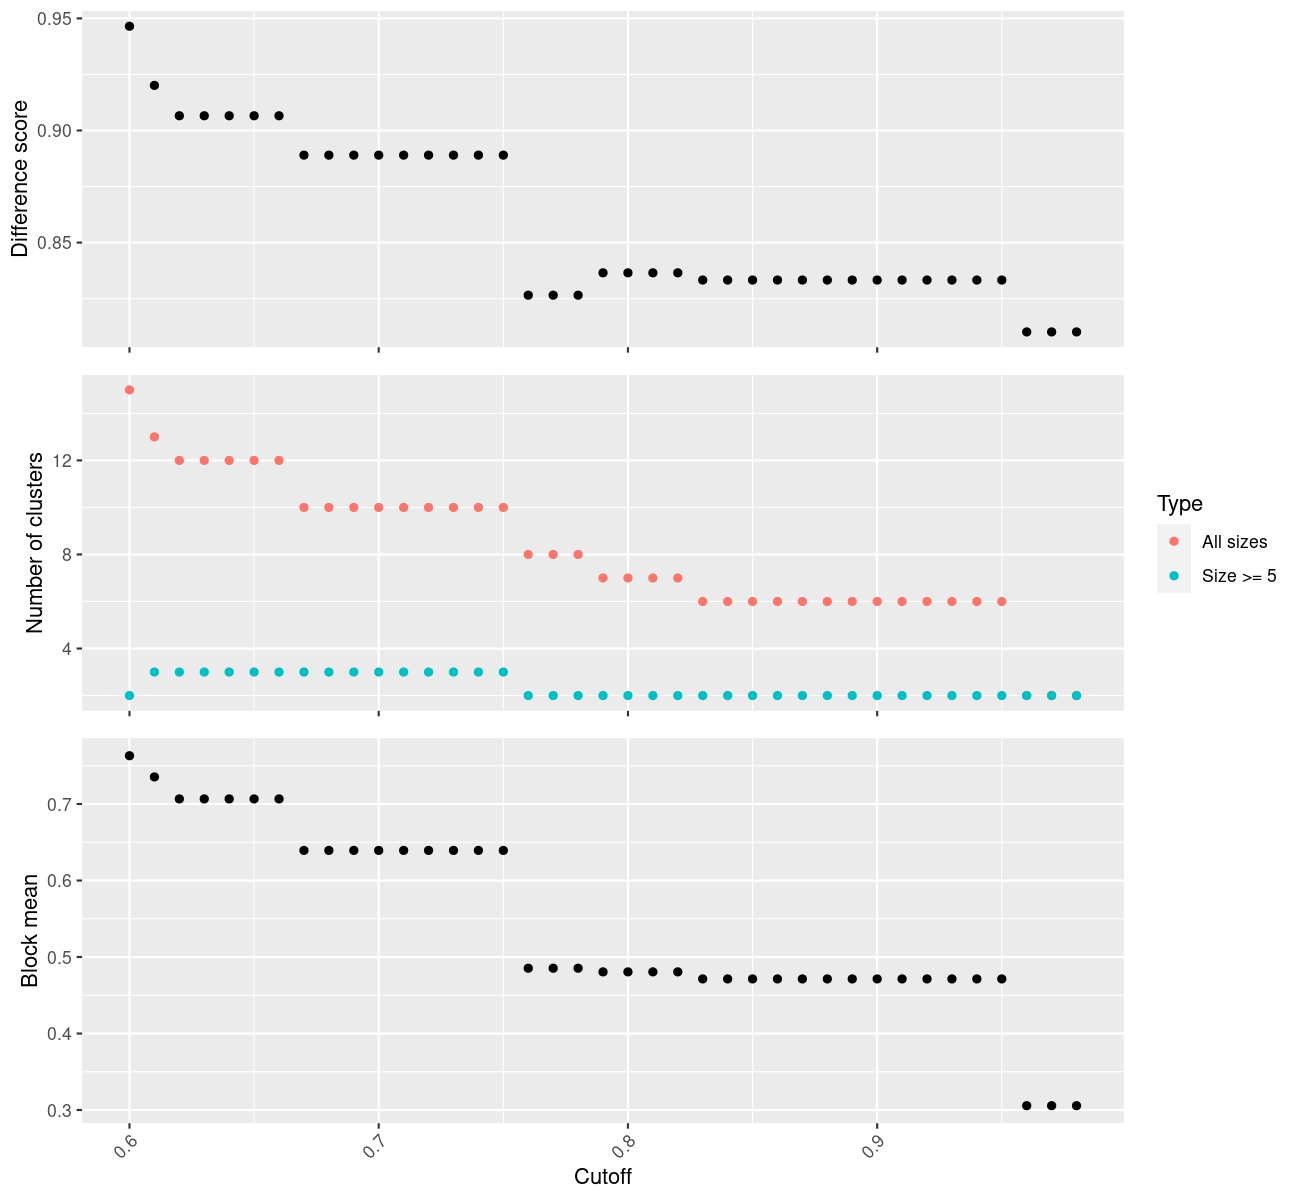 0.95
0.90
0.85
Difference score
12
8
4
Number of clusters
Type
All sizes
Size >= 5
0.7
0.6
0.5
0.4
0.3
Block mean
0.6 0.7 0.8 0.9
Cutoff